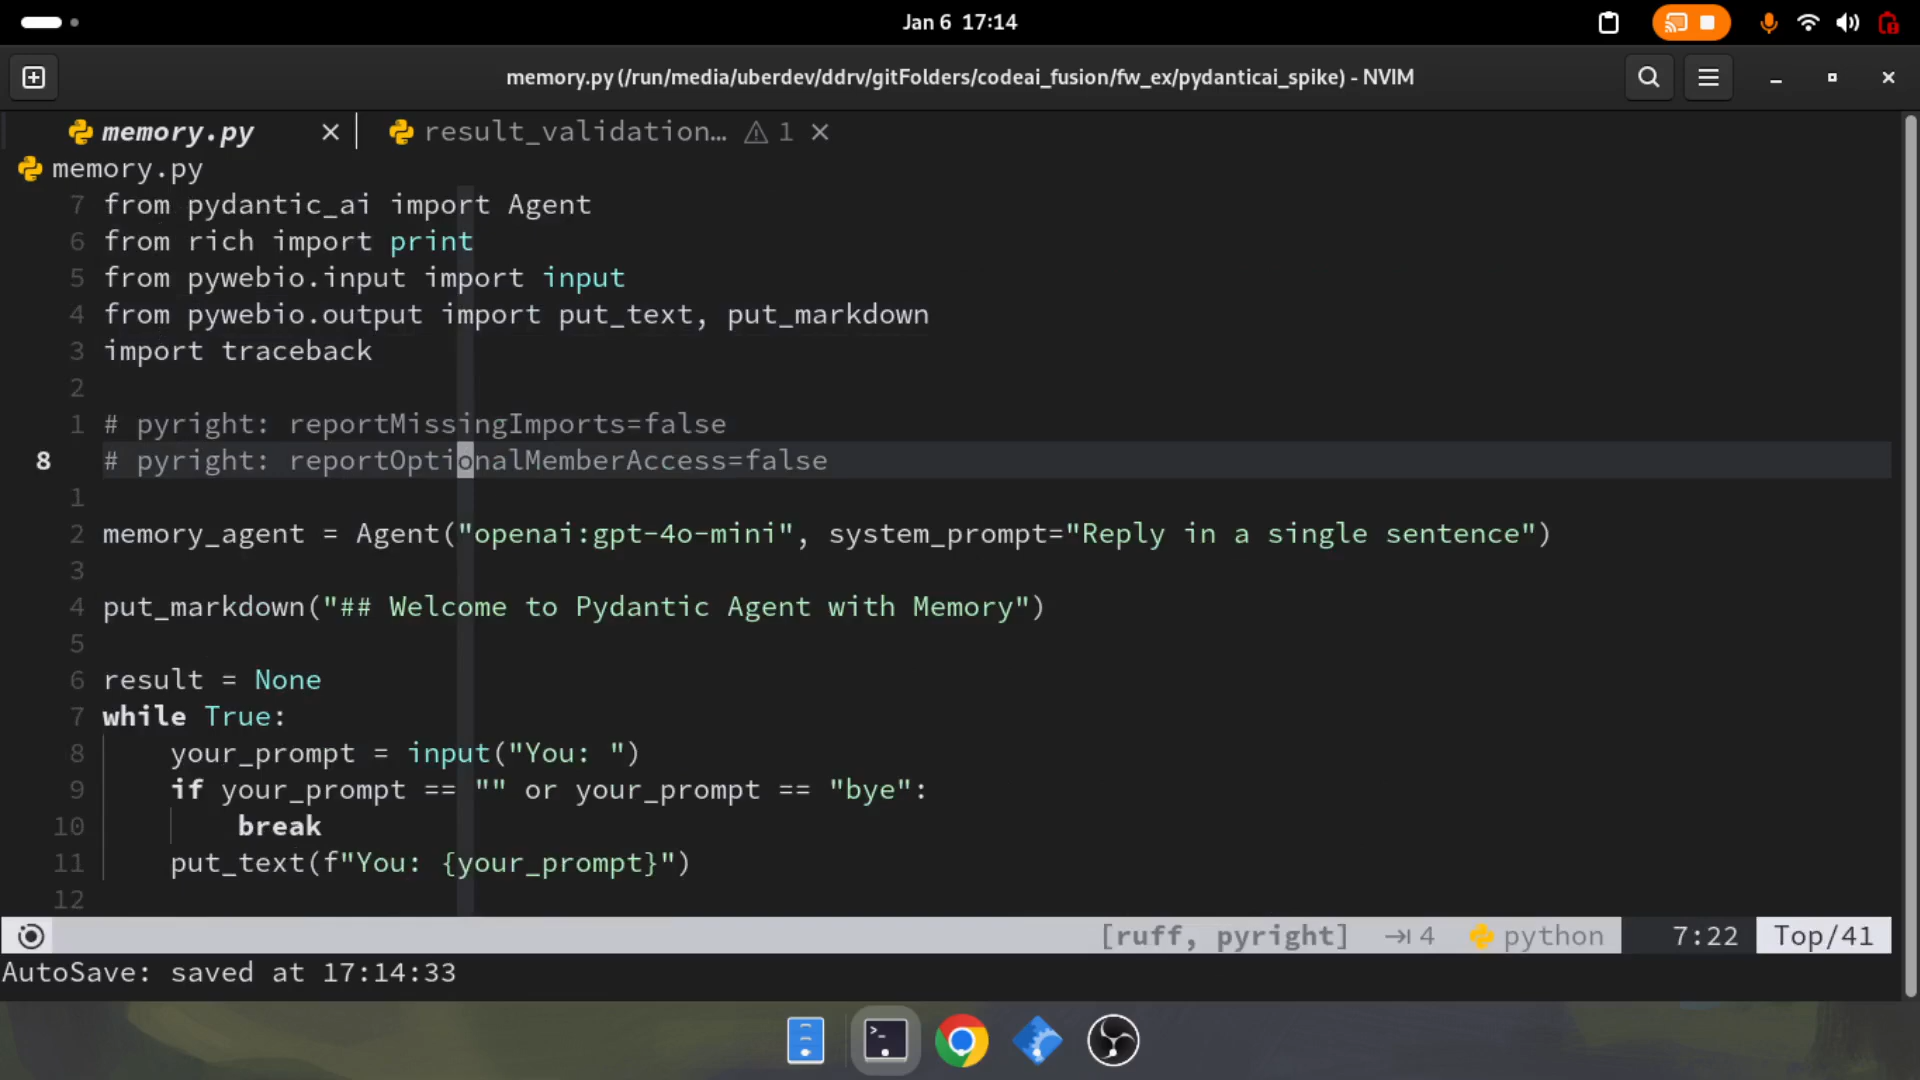 Jan 6 17:14
memory.py (/run/media/uberdev/ddrv/gitFolders/codeai_fusion/fw_ex/pydanticai_spike) - NVIM
memory.py result_validation… 1
memory.py
7 from pydantic_ai import Agent
6 from rich import print
5 from pywebio.input import input
4 from pywebio.output import put_text, put_markdown
3 import traceback
2
1 # pyright: reportMissingImports=false
8 # pyright: reportOptionalMemberAccess=false
1
2 memory_agent = Agent("openai:gpt-4o-mini", system_prompt="Reply in a single sentence")
3
4 put_markdown("## Welcome to Pydantic Agent with Memory")
5
6 result = None
7 while True:
8 your_prompt = input("You: ")
9 if your_prompt == "" or your_prompt == "bye":
10 break
11 put_text(f"You: {your_prompt}")
12
[ruff, pyright] 4 python 7:22 Top/41
AutoSave: saved at 17:14:33